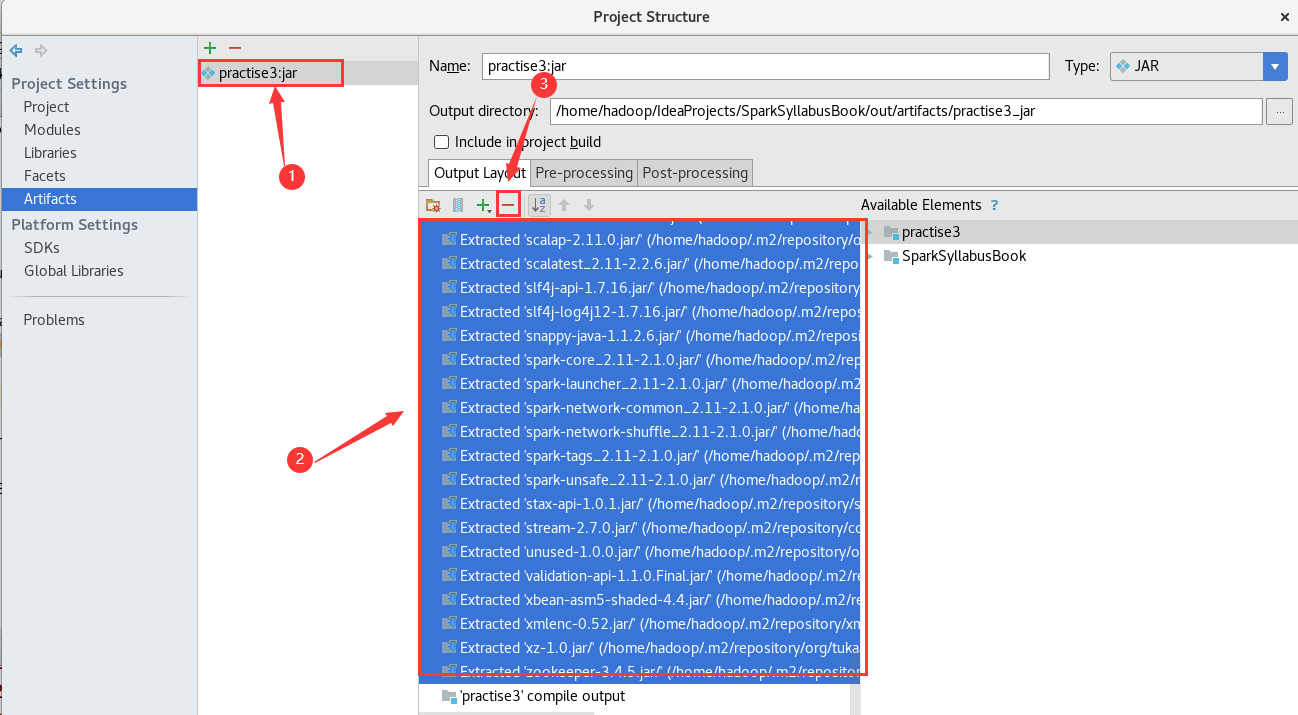 Project Structure
Project Settings
Project
Modules
Libraries
Facets
Artifacts
Platform Settings
SDKs
Global Libraries
Problems
practise3:jar
1
2
3
Name: practise3:jar
Type: JAR
Output directory: /home/hadoop/IdeaProjects/SparkSyllabusBook/out/artifacts/practise3_jar ...
Include in project build
Output Layout Pre-processing Post-processing
Available Elements ?
Extracted 'scalap-2.11.0.jar/' (/home/hadoop/.m2/repository/o
Extracted 'scalatest_2.11-2.2.6.jar/' (/home/hadoop/.m2/repo
Extracted 'slf4j-api-1.7.16.jar/' (/home/hadoop/.m2/repository
Extracted 'slf4j-log4j12-1.7.16.jar/' (/home/hadoop/.m2/repos
Extracted 'snappy-java-1.1.2.6.jar/' (/home/hadoop/.m2/reposi
Extracted 'spark-core_2.11-2.1.0.jar/' (/home/hadoop/.m2/rep
Extracted 'spark-launcher_2.11-2.1.0.jar/' (/home/hadoop/.m2
Extracted 'spark-network-common_2.11-2.1.0.jar/' (/home/ha
Extracted 'spark-network-shuffle_2.11-2.1.0.jar/' (/home/hado
Extracted 'spark-tags_2.11-2.1.0.jar/' (/home/hadoop/.m2/rep
Extracted 'spark-unsafe_2.11-2.1.0.jar/' (/home/hadoop/.m2/r
Extracted 'stax-api-1.0.1.jar/' (/home/hadoop/.m2/repository/s
Extracted 'stream-2.7.0.jar/' (/home/hadoop/.m2/repository/co
Extracted 'unused-1.0.0.jar/' (/home/hadoop/.m2/repository/o
Extracted 'validation-api-1.1.0.Final.jar/' (/home/hadoop/.m2/re
Extracted 'xbean-asm5-shaded-4.4.jar/' (/home/hadoop/.m2/re
Extracted 'xmlenc-0.52.jar/' (/home/hadoop/.m2/repository/xm
Extracted 'xz-1.0.jar/' (/home/hadoop/.m2/repository/org/tuka
Extracted 'zookeeper-3.4.5.jar/' (/home/hadoop/.m2/repositor
'practise3' compile output
practise3
SparkSyllabusBook